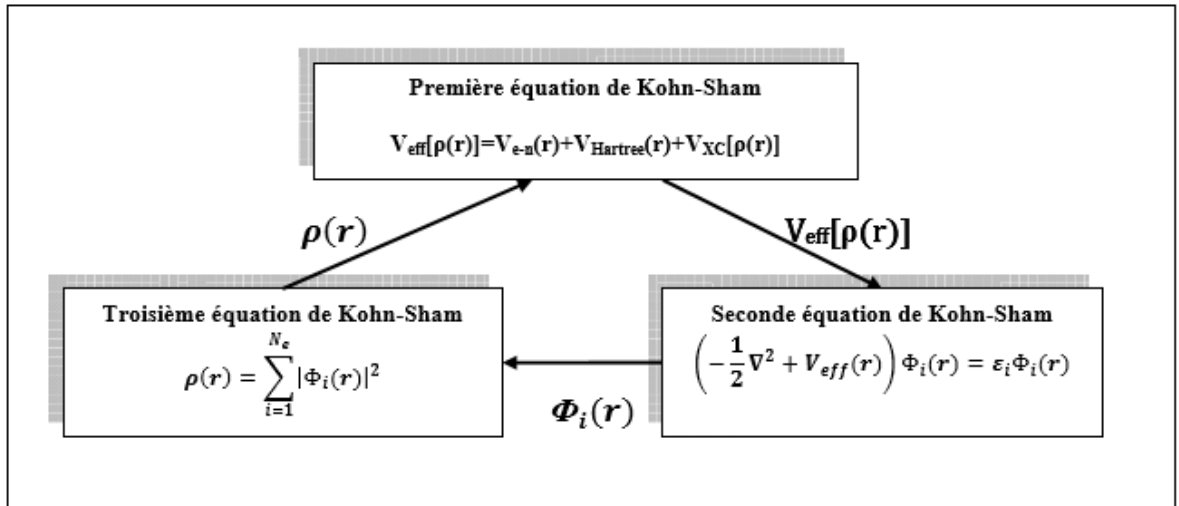 Première équation de Kohn-Sham
V_eff[ρ(r)]=V_e-n(r)+V_Hartree(r)+V_XC[ρ(r)]
ρ(r)
V_eff[ρ(r)]
Troisième équation de Kohn-Sham
ρ(r) = ∑_{i=1}^{N_e} |Φ_i(r)|²
Seconde équation de Kohn-Sham
(−1/2 ∇² + V_eff(r)) Φ_i(r) = ε_i Φ_i(r)
Φ_i(r)